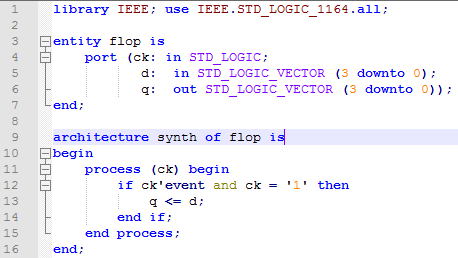 1 library IEEE; use IEEE.STD_LOGIC_1164.all;
2
3 entity flop is
4 port (ck: in STD_LOGIC;
5 d: in STD_LOGIC_VECTOR (3 downto 0);
6 q: out STD_LOGIC_VECTOR (3 downto 0));
7 end;
8
9 architecture synth of flop is
10 begin
11 process (ck) begin
12 if ck'event and ck = '1' then
13 q <= d;
14 end if;
15 end process;
16 end;